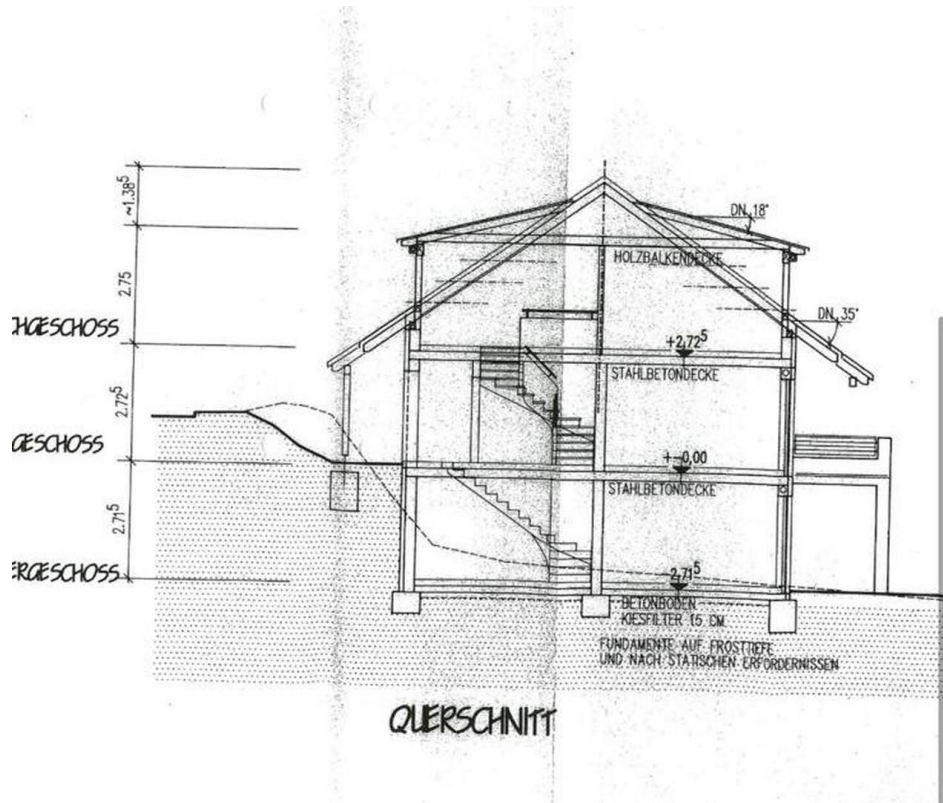 ~1.38⁵
DN 18°
HOLZBALKENDECKE
2.75
DN 35°
CHGESCHOSS
+2,72⁵
STAHLBETONDECKE
2.72⁵
GESCHOSS
+-0,00
STAHLBETONDECKE
2.71⁵
ERGESCHOSS
2,71⁵
BETONBODEN
KIESFILTER 15 CM
FUNDAMENTE AUF FROSTTIEFE
UND NACH STATISCHEN ERFORDERNISSEN
QUERSCHNITT